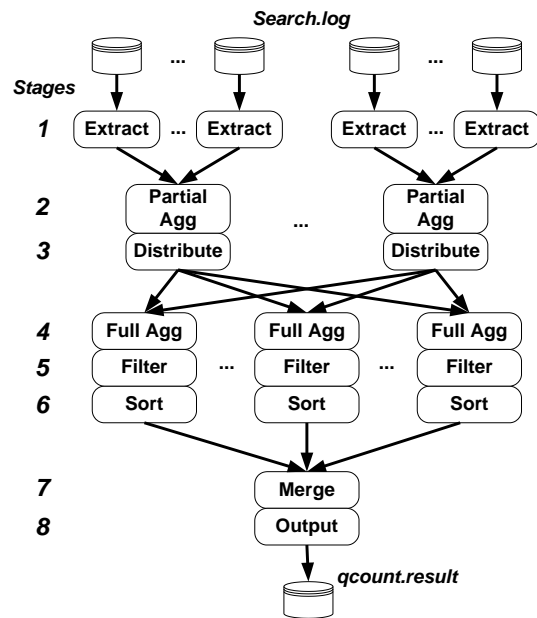 Search.log
... ...
Stages
1 Extract ... Extract Extract ... Extract
2 Partial Agg ... Partial Agg
3 Distribute Distribute
4 Full Agg Full Agg Full Agg
5 Filter ... Filter ... Filter
6 Sort Sort Sort
7 Merge
8 Output
qcount.result